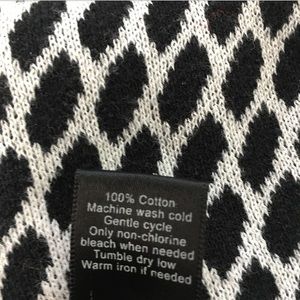 100% Cotton
Machine wash cold
Gentle cycle
Only non-chlorine
bleach when needed
Tumble dry low
Warm iron if needed